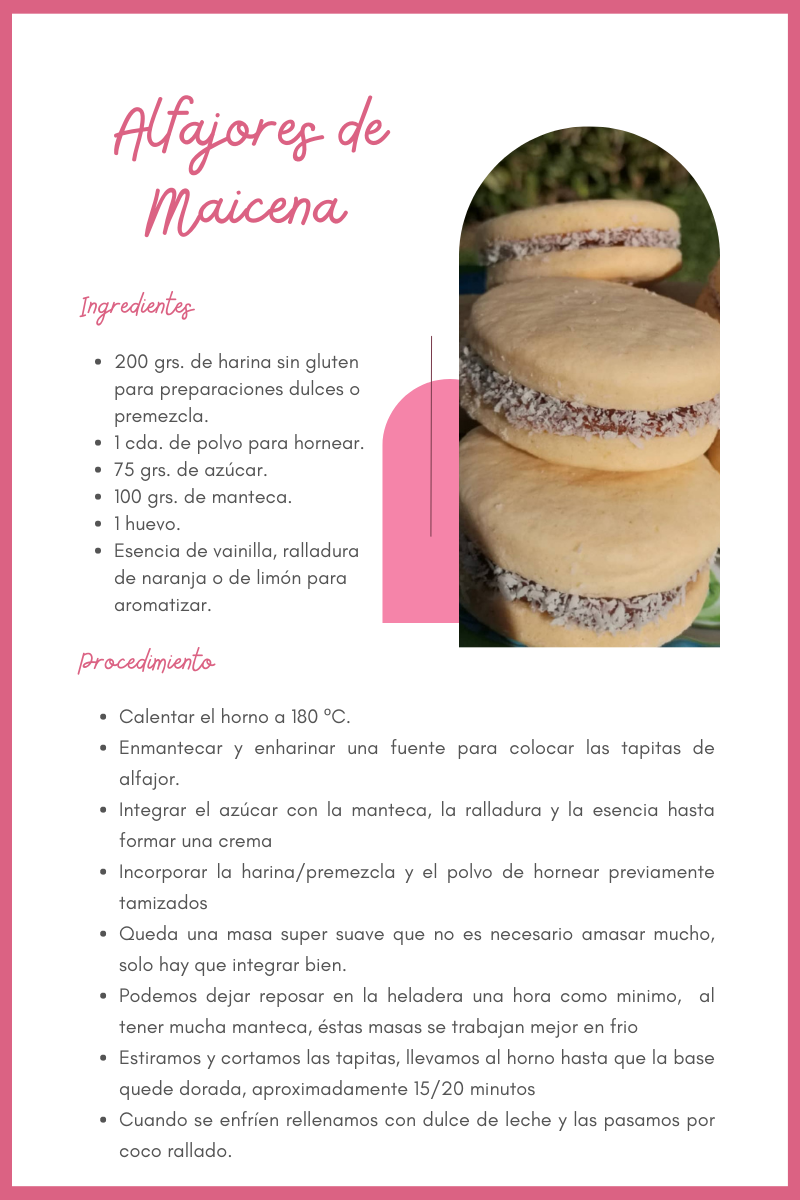 Alfajores de
Maicena
Ingredientes
• 200 grs. de harina sin gluten
para preparaciones dulces o
premezcla.
• 1 cda. de polvo para hornear.
• 75 grs. de azúcar.
• 100 grs. de manteca.
• 1 huevo.
• Esencia de vainilla, ralladura
de naranja o de limón para
aromatizar.
Procedimiento
• Calentar el horno a 180 ºC.
• Enmantecar y enharinar una fuente para colocar las tapitas de
alfajor.
• Integrar el azúcar con la manteca, la ralladura y la esencia hasta
formar una crema
• Incorporar la harina/premezcla y el polvo de hornear previamente
tamizados
• Queda una masa super suave que no es necesario amasar mucho,
solo hay que integrar bien.
• Podemos dejar reposar en la heladera una hora como minimo, al
tener mucha manteca, éstas masas se trabajan mejor en frio
• Estiramos y cortamos las tapitas, llevamos al horno hasta que la base
quede dorada, aproximadamente 15/20 minutos
• Cuando se enfríen rellenamos con dulce de leche y las pasamos por
coco rallado.